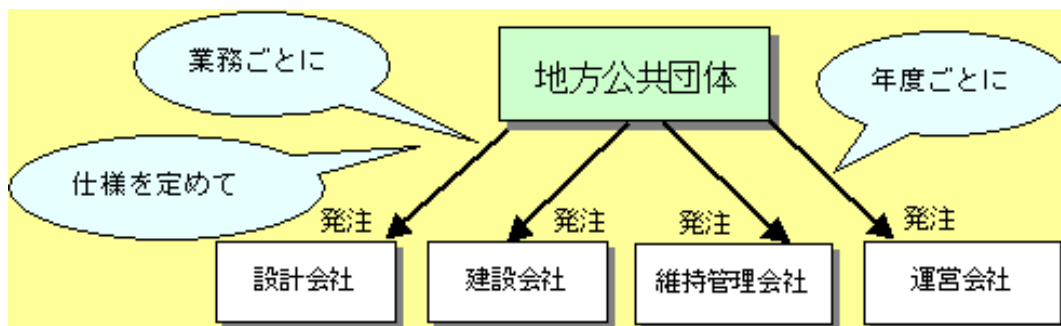 業務ごとに
地方公共団体
年度ごとに
仕様を定めて
発注
発注
発注
発注
設計会社
建設会社
維持管理会社
運営会社